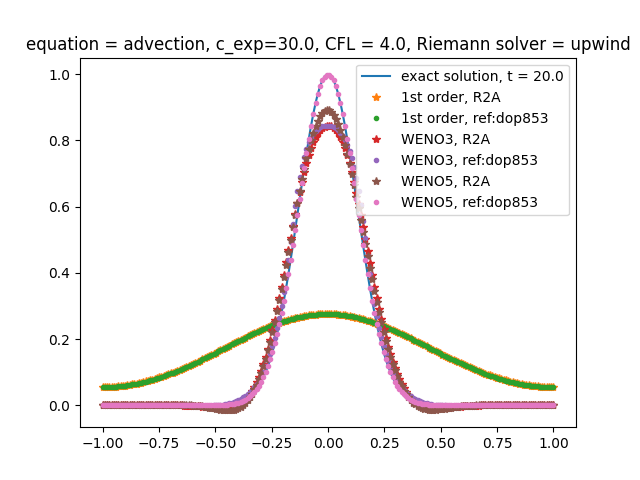 equation = advection, c_exp=30.0, CFL = 4.0, Riemann solver = upwind
exact solution, t = 20.0
1st order, R2A
1st order, ref:dop853
WENO3, R2A
WENO3, ref:dop853
WENO5, R2A
WENO5, ref:dop853
1.0
0.8
0.6
0.4
0.2
0.0
−1.00 −0.75 −0.50 −0.25 0.00 0.25 0.50 0.75 1.00